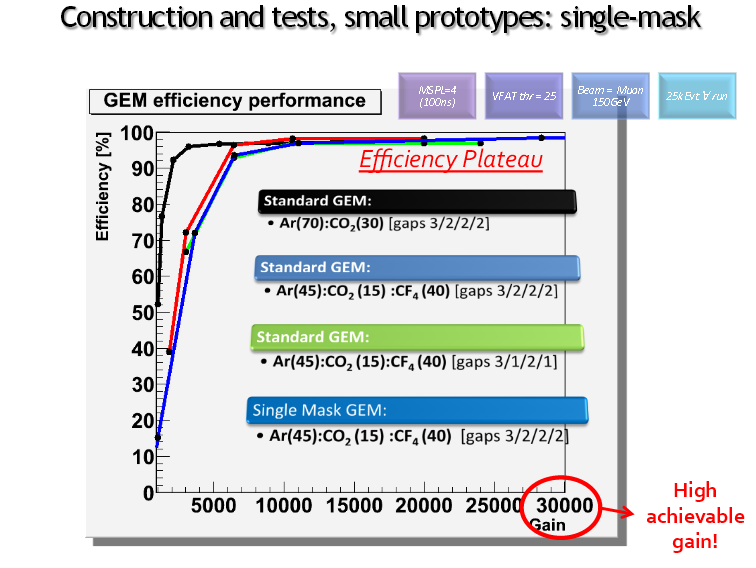 Construction and tests, small prototypes: single-mask
MSPL=4
(100ns)
VFAT thr = 25
Beam = Muon
150GeV
25kEvt ∀ run
GEM efficiency performance
Efficiency [%]
100
90
80
70
60
50
40
30
20
10
0
Efficiency Plateau
Standard GEM:
• Ar(70):CO2(30) [gaps 3/2/2/2]
Standard GEM:
• Ar(45):CO2 (15) :CF4 (40) [gaps 3/2/2/2]
Standard GEM:
• Ar(45):CO2 (15):CF4 (40) [gaps 3/1/2/1]
Single Mask GEM:
• Ar(45):CO2 (15) :CF4 (40) [gaps 3/2/2/2]
5000 10000 15000 20000 25000 30000
Gain
High
achievable
gain!